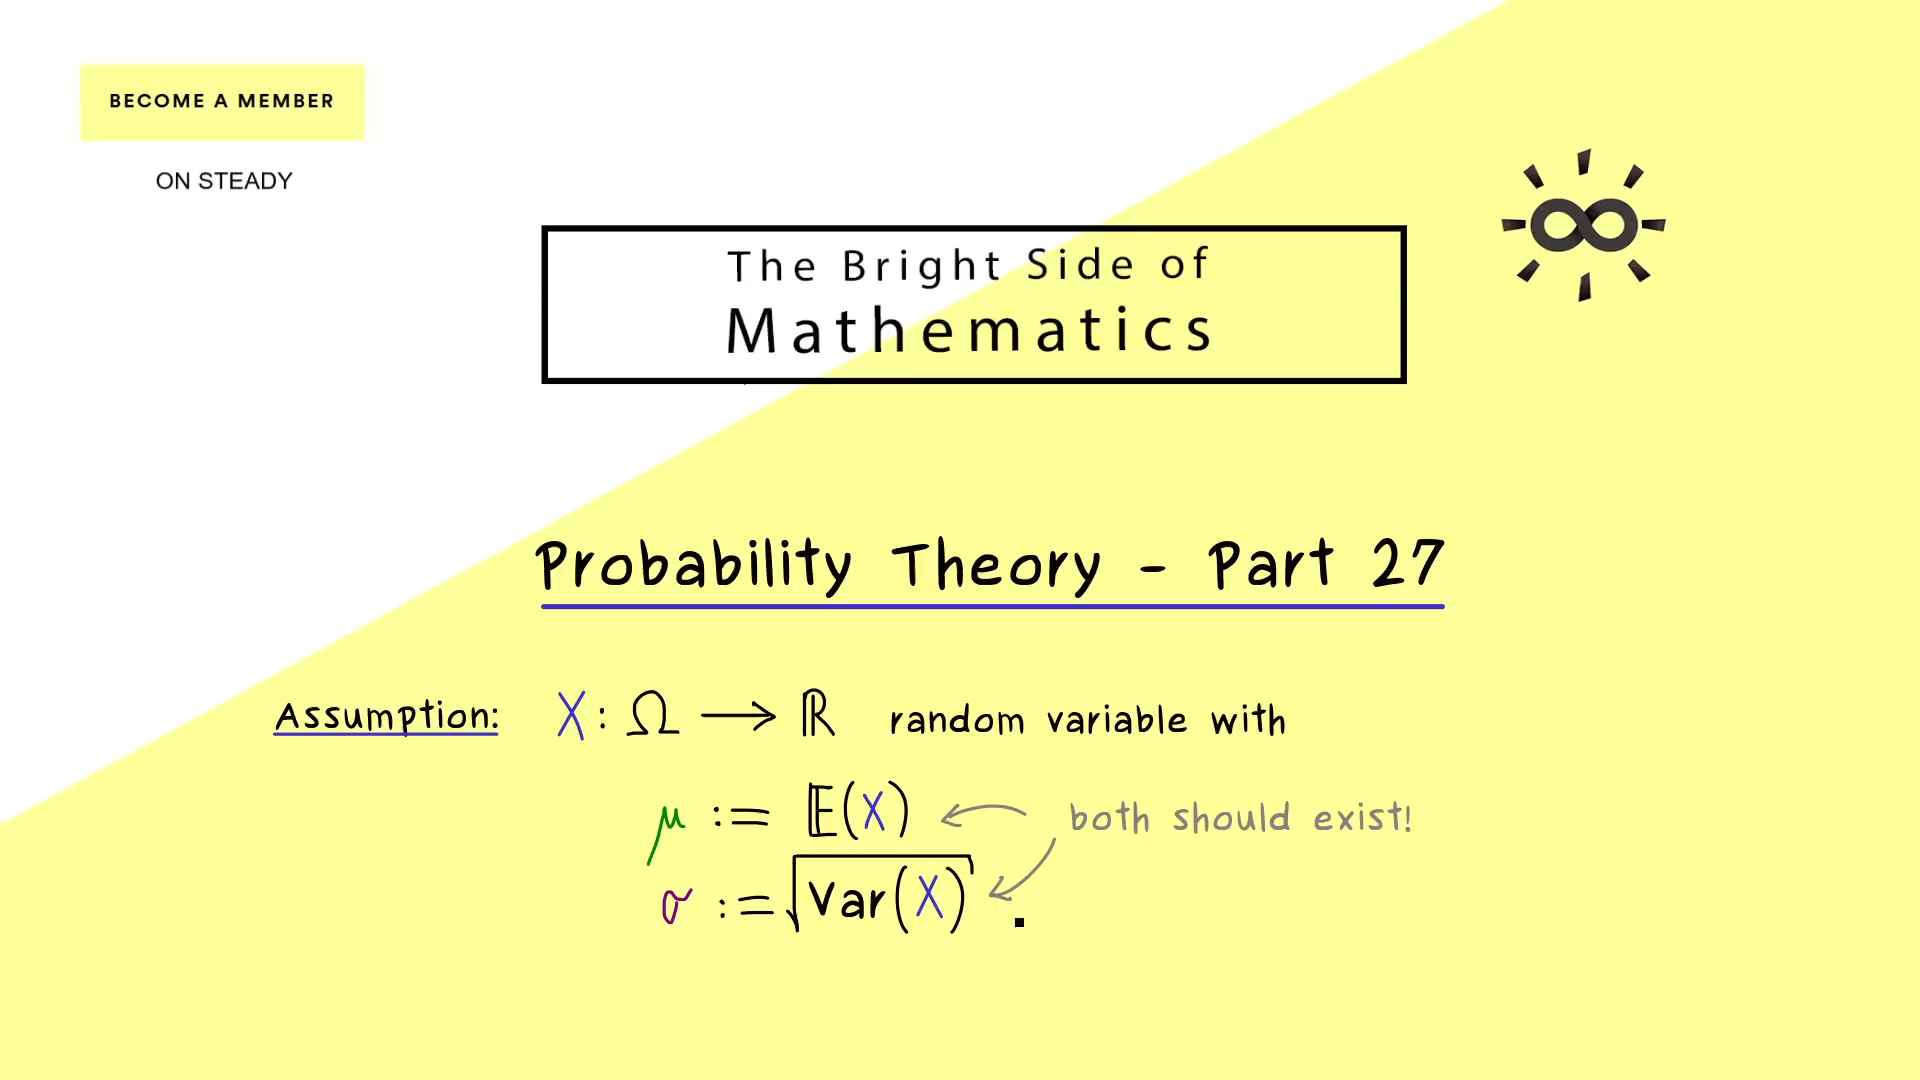 BECOME A MEMBER
ON STEADY
The Bright Side of
Mathematics
Probability Theory - Part 27
Assumption: X: Ω ⟶ ℝ random variable with
μ := 𝔼(X) both should exist!
σ := √Var(X) .